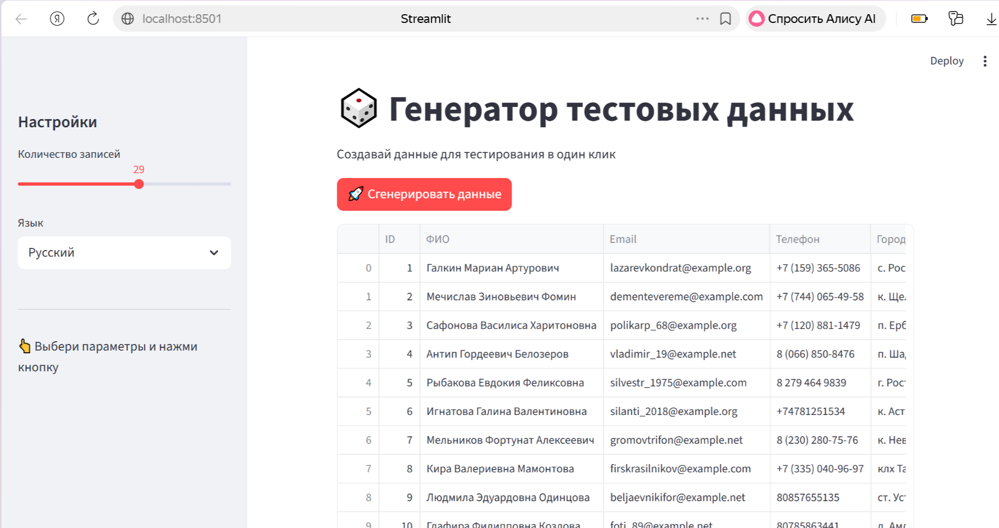 localhost:8501
Streamlit
Спросить Алису AI
Deploy
Настройки
Количество записей
29
Язык
Русский
👆 Выбери параметры и нажми
кнопку
🎲 Генератор тестовых данных
Создавай данные для тестирования в один клик
🚀 Сгенерировать данные
ID ФИО Email Телефон Город
0 1 Галкин Мариан Артурович lazarevkondrat@example.org +7 (159) 365-5086 с. Рос
1 2 Мечислав Зиновьевич Фомин dementevereme@example.com +7 (744) 065-49-58 к.
2 3 Сафонова Василиса Харитоновна polikarp_68@example.org +7 (120) 881-1479 п. Ерб
3 4 Антип Гордеевич Белозеров vladimir_19@example.net 8 (066) 850-8476 п.
4 5 Рыбакова Евдокия Феликсовна silvestr_1975@example.com 8 279 464 9839 г. Рос
5 6 Игнатова Галина Валентиновна silanti_2018@example.org +74781251534 к. Аст
6 7 Мельников Фортунат Алексеевич gromovtrifon@example.net 8 (230) 280-75-76 к. Нев
7 8 Кира Валериевна Мамонтова firskrasilnikov@example.com +7 (335) 040-96-97 клх Та
8 9 Людмила Эдуардовна Одинцова beljaevnikifor@example.net 80857655135 ст. Ус
9 10 Глафира Филипповна Козлова foti_89@example.net 80785863441